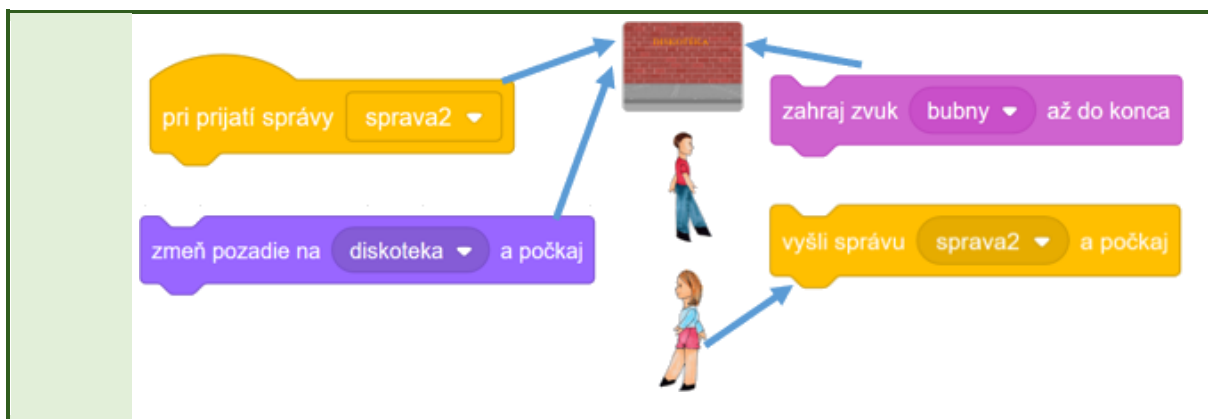 DISKOTÉKA
pri prijatí správy sprava2
zahraj zvuk bubny až do konca
zmeň pozadie na diskoteka a počkaj
vyšli správu sprava2 a počkaj